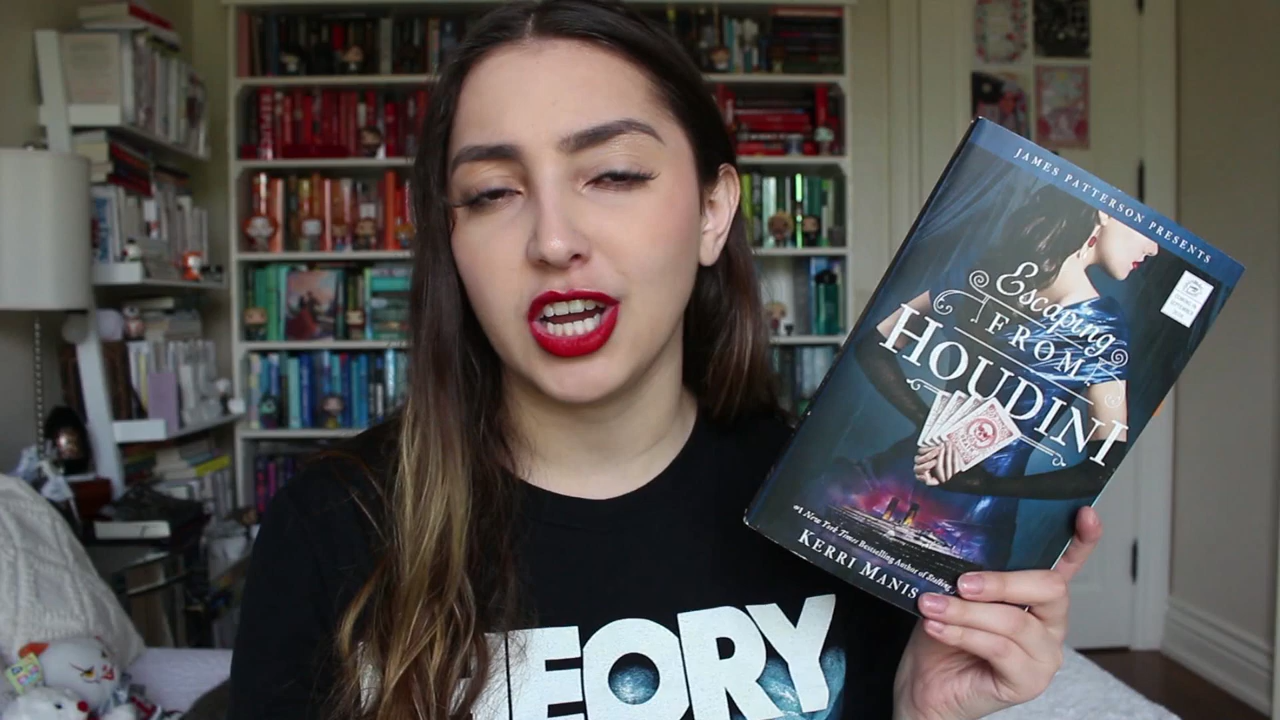 JAMES PATTERSON PRESENTS
Escaping
FROM
HOUDINI
#1 New York Times Bestselling Author of Stalking
KERRI MANIS
HEORY